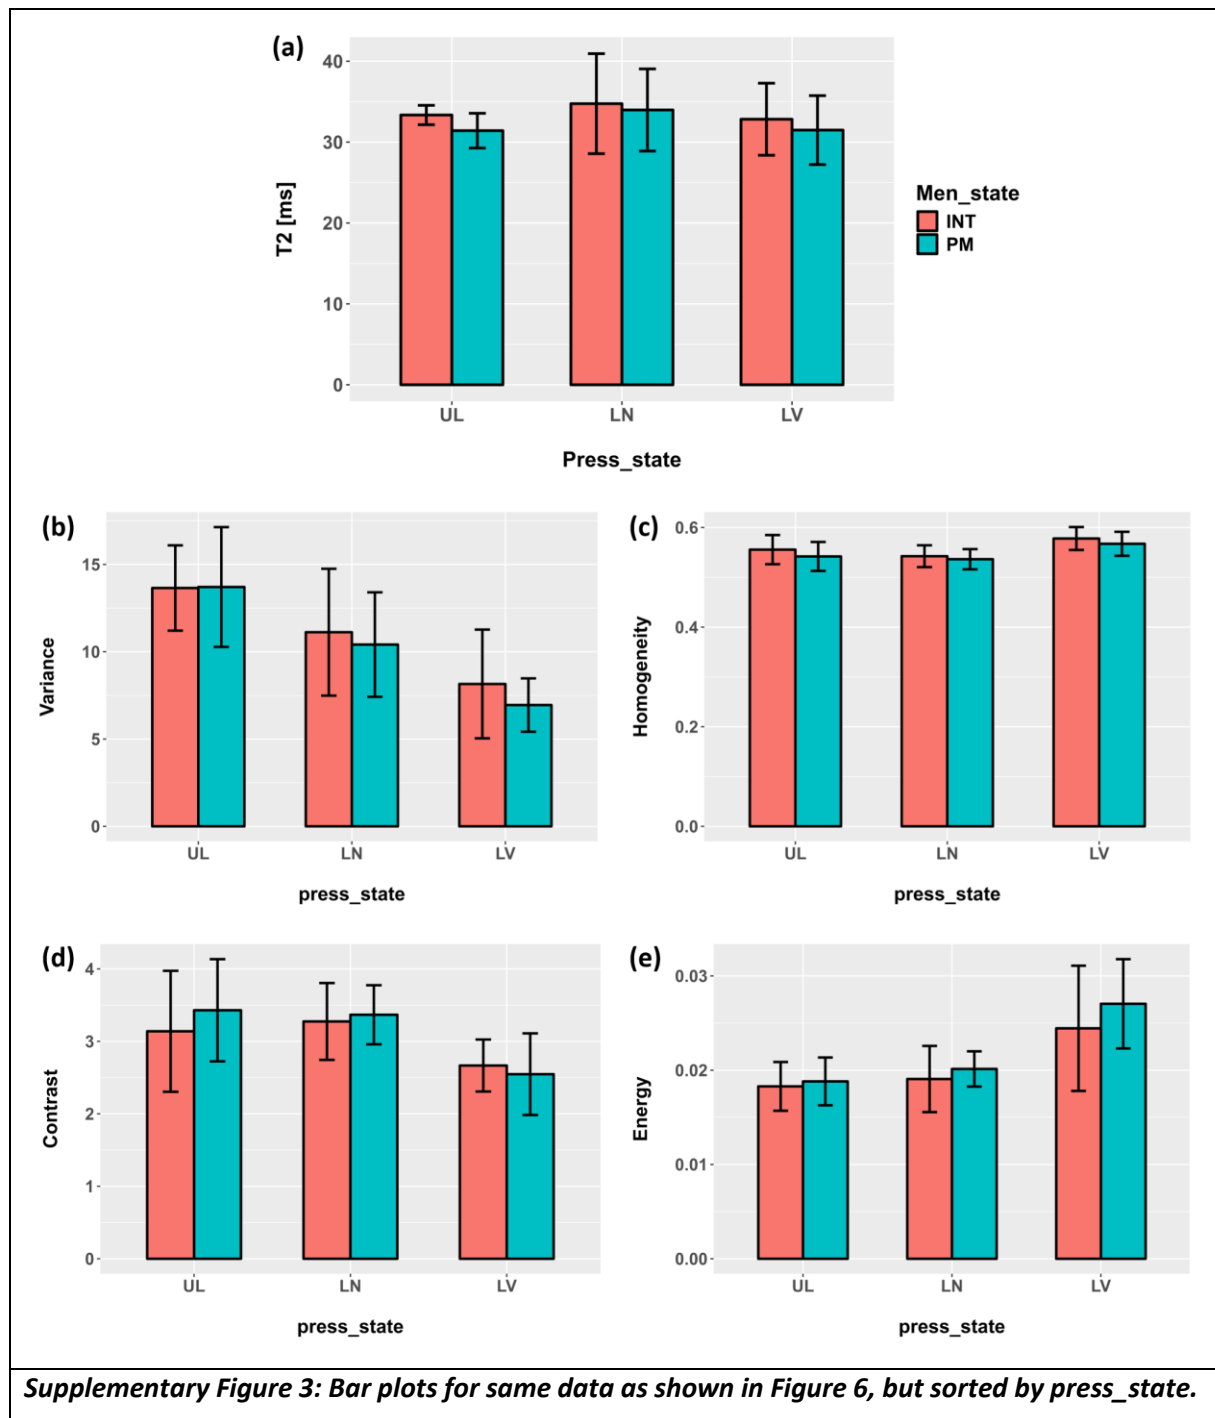 (a)
40
30
20
10
0
T2 [ms]
UL LN LV
Press_state
Men_state
INT
PM
(b)
15
10
5
0
Variance
UL LN LV
press_state
(c)
0.6
0.4
0.2
0.0
Homogeneity
UL LN LV
press_state
(d)
4
3
2
1
0
Contrast
UL LN LV
press_state
(e)
0.03
0.02
0.01
0.00
Energy
UL LN LV
press_state
Supplementary Figure 3: Bar plots for same data as shown in Figure 6, but sorted by press_state.